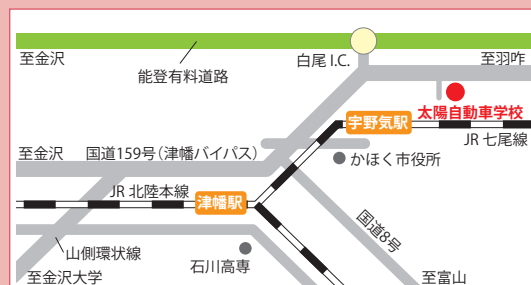 至金沢
能登有料道路
白尾 I.C.
至羽咋
太陽自動車学校
宇野気駅
JR 七尾線
至金沢
国道159号(津幡バイパス)
かほく市役所
JR 北陸本線
津幡駅
国道8号
山側環状線
石川高専
至金沢大学
至富山